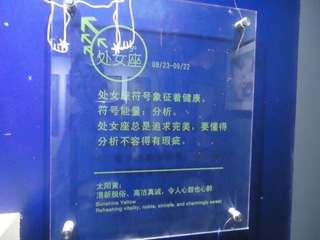 处女座 08/23-09/22
处女座符号象征着健康。
符号能量：分析。
处女座总是追求完美，要懂得
分析不容得有瑕疵。
太阳黄：
清新脱俗、高洁真诚，令人心甜也心醉
Sunshine Yellow
Refreshing vitality, noble, sincere, and charmingly sweet